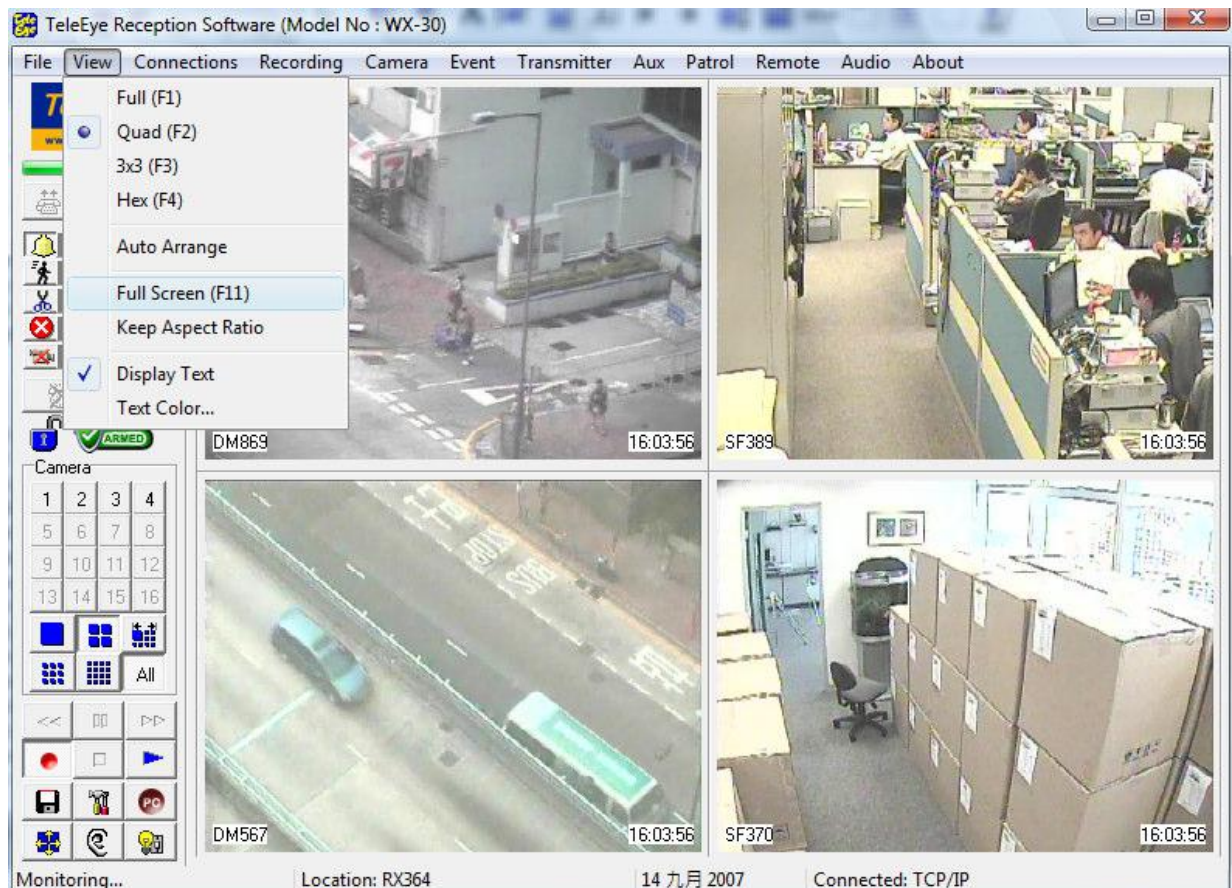 TeleEye Reception Software (Model No : WX-30)
File View Connections Recording Camera Event Transmitter Aux Patrol Remote Audio About
Full (F1)
Quad (F2)
3x3 (F3)
Hex (F4)
Auto Arrange
Full Screen (F11)
Keep Aspect Ratio
Display Text
Text Color...
ARMED
DM869 16:03:56
SF389 16:03:56
Camera
1 2 3 4
5 6 7 8
9 10 11 12
13 14 15 16
All
<< ▯▯ ▷▷
PC
DM567 16:03:56
SF370 16:03:56
STOP
BUS
Monitoring... Location: RX364 14 九月 2007 Connected: TCP/IP